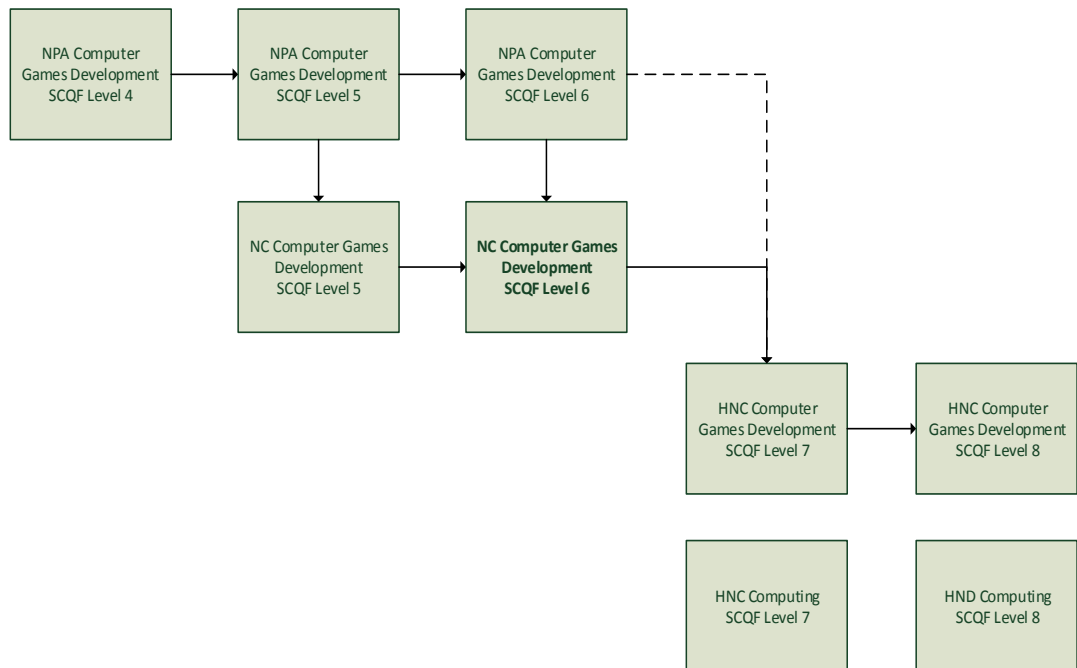 NPA Computer
Games Development
SCQF Level 4
NPA Computer
Games Development
SCQF Level 5
NPA Computer
Games Development
SCQF Level 6
NC Computer Games
Development
SCQF Level 5
NC Computer Games
Development
SCQF Level 6
HNC Computer
Games Development
SCQF Level 7
HNC Computer
Games Development
SCQF Level 8
HNC Computing
SCQF Level 7
HND Computing
SCQF Level 8